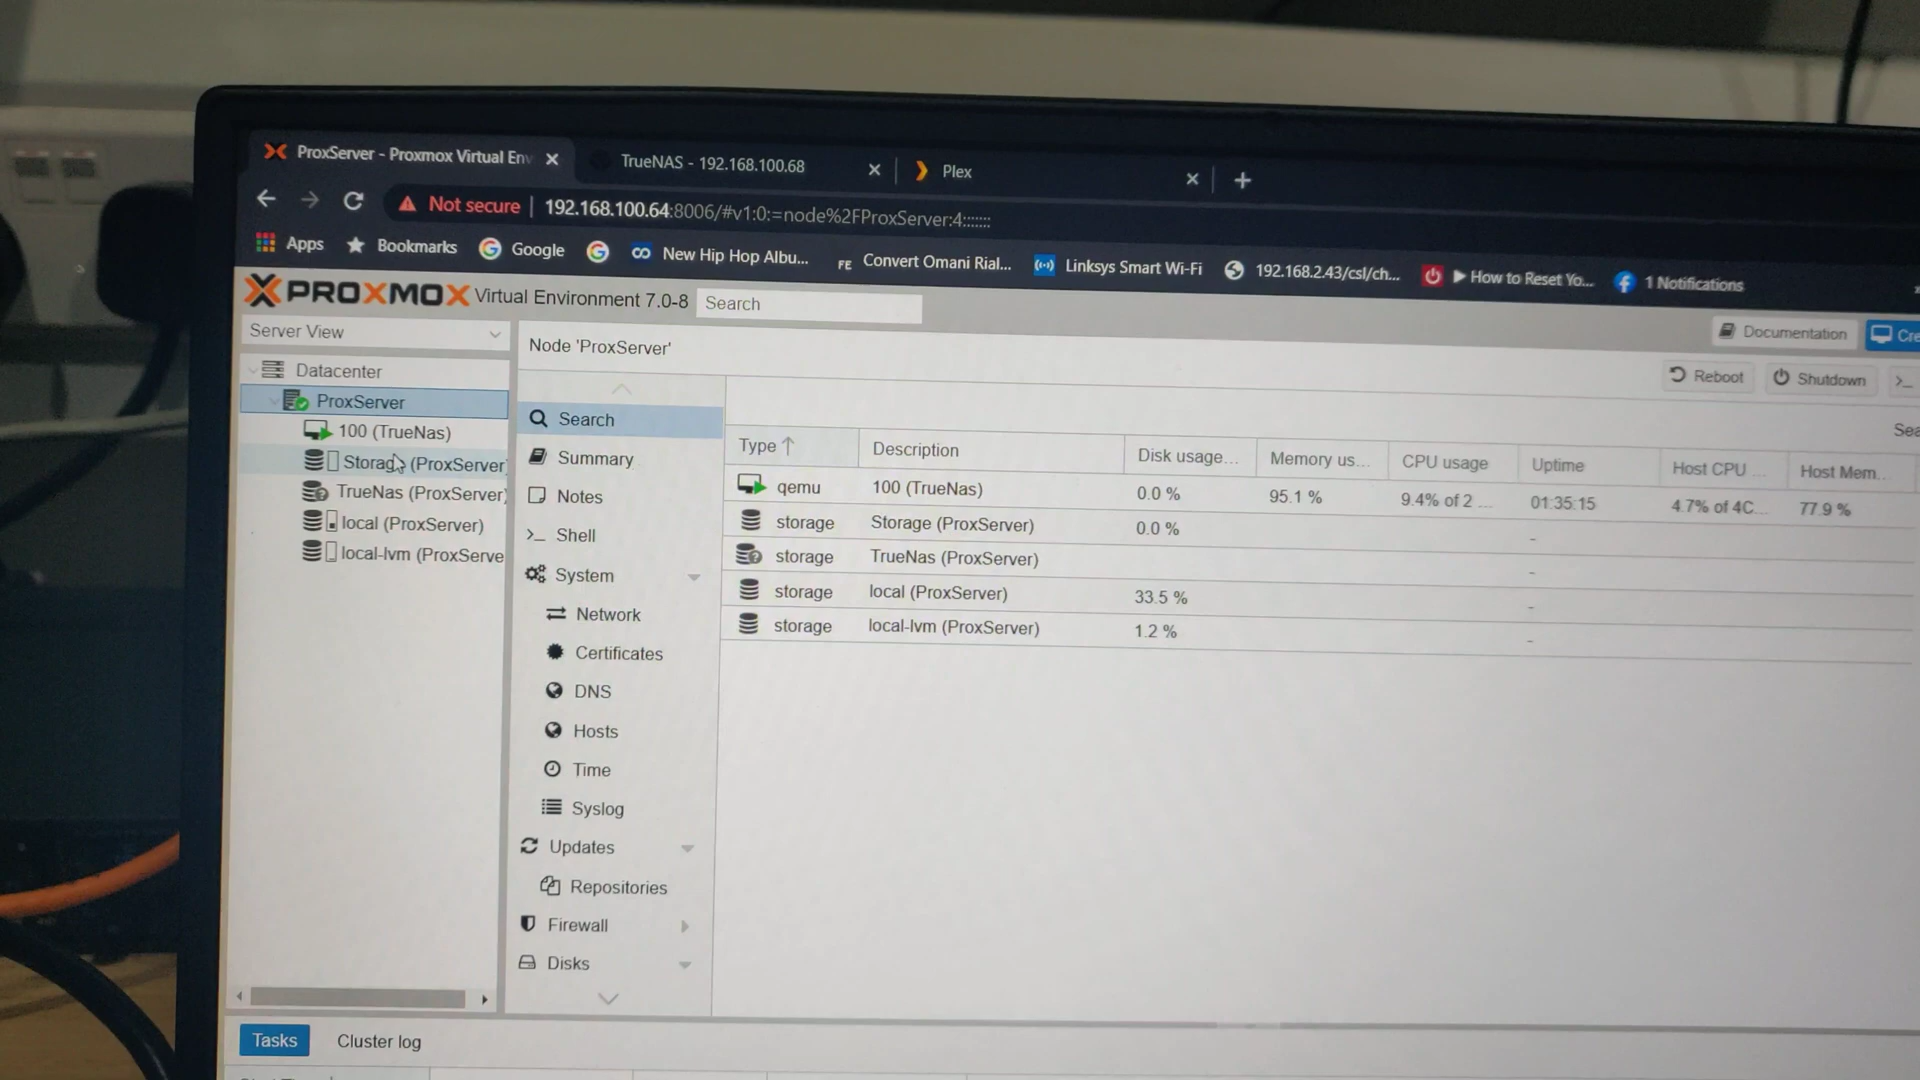 ProxServer - Proxmox Virtual Env
TrueNAS - 192.168.100.68
Plex
Not secure | 192.168.100.64:8006/#v1:0:=node%2FProxServer:4:::::::
Apps Bookmarks Google New Hip Hop Albu... FE Convert Omani Rial... Linksys Smart Wi-Fi 192.168.2.43/csl/ch... How to Reset Yo... 1 Notifications
PROXMOX Virtual Environment 7.0-8 Search
Documentation Cre
Server View
Node 'ProxServer'
Reboot Shutdown >_
Datacenter
ProxServer
100 (TrueNas)
Storage (ProxServer)
TrueNas (ProxServer)
local (ProxServer)
local-lvm (ProxServe
Search
Summary
Notes
>_ Shell
System
Network
Certificates
DNS
Hosts
Time
Syslog
Updates
Repositories
Firewall
Disks
Sea
Type Description Disk usage... Memory us... CPU usage Uptime Host CPU ... Host Mem..
qemu 100 (TrueNas) 0.0 % 95.1 % 9.4% of 2 ... 01:35:15 4.7% of 4C... 77.9 %
storage Storage (ProxServer) 0.0 % -
storage TrueNas (ProxServer) -
storage local (ProxServer) 33.5 % -
storage local-lvm (ProxServer) 1.2 % -
Tasks Cluster log